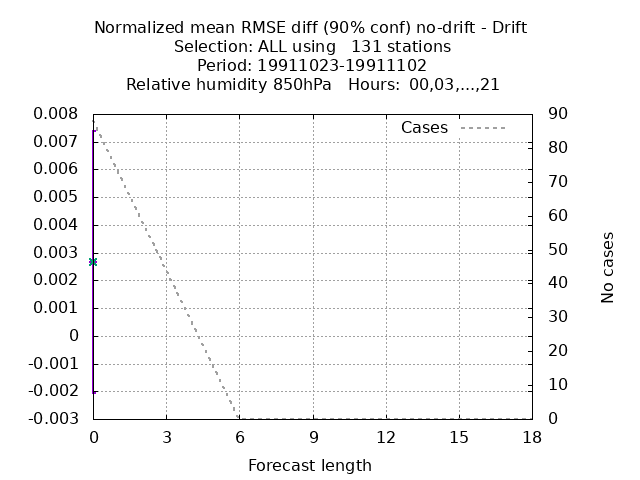 Normalized mean RMSE diff (90% conf) no-drift - Drift
Selection: ALL using   131 stations
Period: 19911023-19911102
Relative humidity 850hPa   Hours: 00,03,...,21
Cases
0.008
0.007
0.006
0.005
0.004
0.003
0.002
0.001
0
-0.001
-0.002
-0.003
90
80
70
60
50
40
30
20
10
0
No cases
0 3 6 9 12 15 18
Forecast length